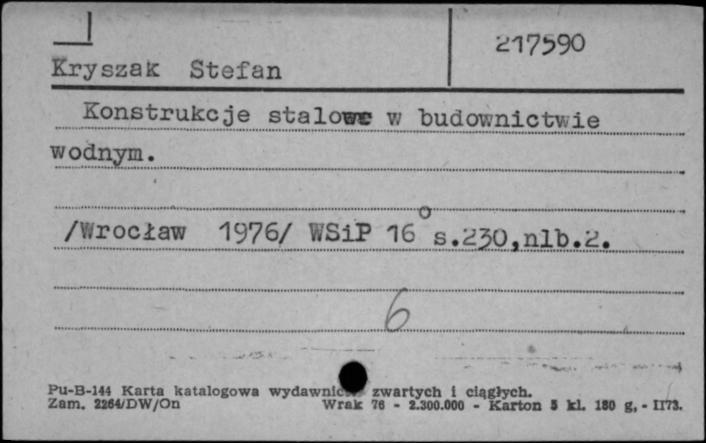 217590
Kryszak Stefan
Konstrukcje stalowe w budownictwie
wodnym.
/Wrocław 1976/ WSiP 16° s.230,nlb.2.
6
Pu-B-144 Karta katalogowa wydawnictw zwartych i ciągłych.
Zam. 2264/DW/On Wrak 76 - 2.300.000 - Karton 5 kl. 180 g, - II73.